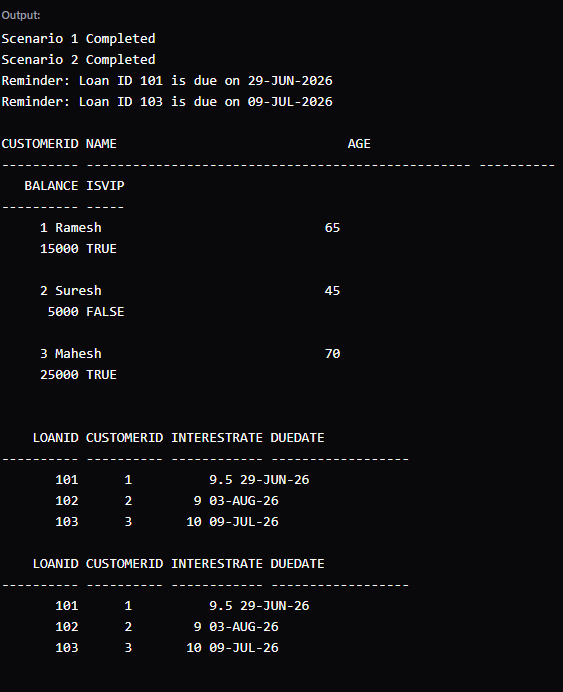 Output:
Scenario 1 Completed
Scenario 2 Completed
Reminder: Loan ID 101 is due on 29-JUN-2026
Reminder: Loan ID 103 is due on 09-JUL-2026
CUSTOMERID NAME                              AGE
---------- -------------------------------------------------- ----------
   BALANCE ISVIP
---------- -----
     1 Ramesh                             65
     15000 TRUE
     2 Suresh                             45
      5000 FALSE
     3 Mahesh                             70
     25000 TRUE
    LOANID CUSTOMERID INTERESTRATE DUEDATE
---------- ---------- ------------ ------------------
       101      1          9.5 29-JUN-26
       102      2        9 03-AUG-26
       103      3       10 09-JUL-26
    LOANID CUSTOMERID INTERESTRATE DUEDATE
---------- ---------- ------------ ------------------
       101      1          9.5 29-JUN-26
       102      2        9 03-AUG-26
       103      3       10 09-JUL-26